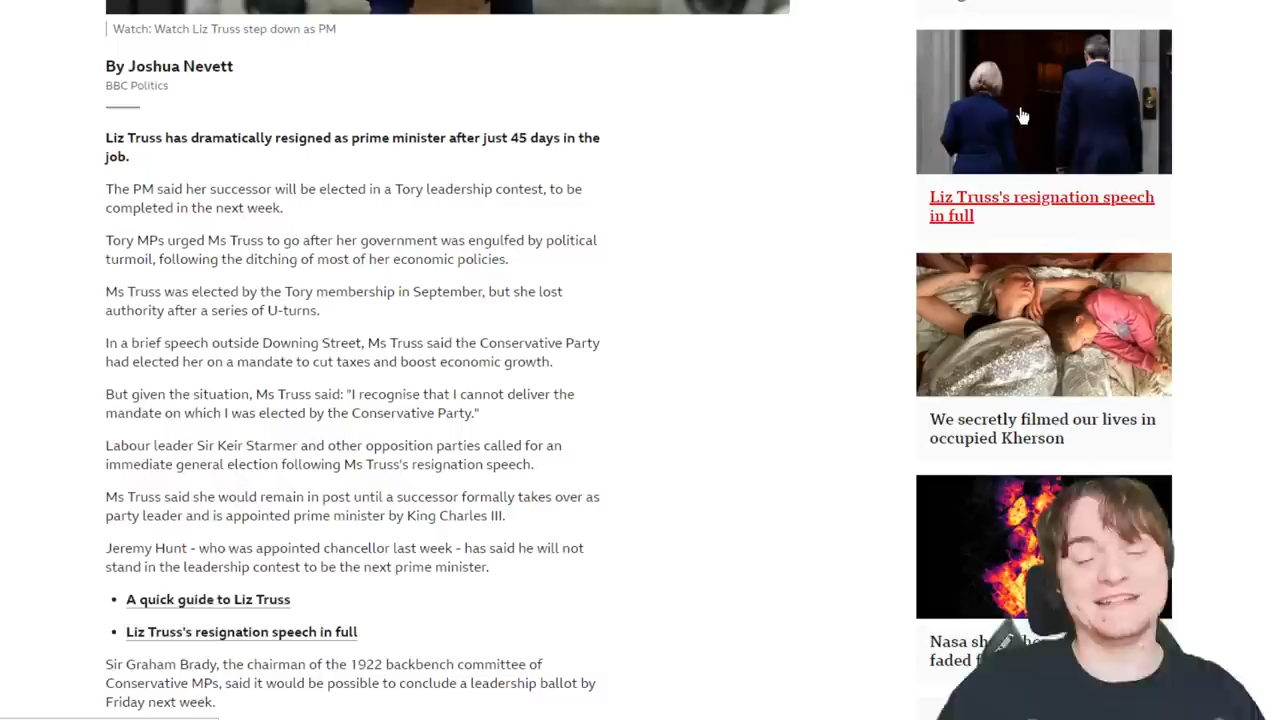 Watch: Watch Liz Truss step down as PM
By Joshua Nevett
BBC Politics
Liz Truss has dramatically resigned as prime minister after just 45 days in the
job.
The PM said her successor will be elected in a Tory leadership contest, to be
completed in the next week.
Tory MPs urged Ms Truss to go after her government was engulfed by political
turmoil, following the ditching of most of her economic policies.
Ms Truss was elected by the Tory membership in September, but she lost
authority after a series of U-turns.
In a brief speech outside Downing Street, Ms Truss said the Conservative Party
had elected her on a mandate to cut taxes and boost economic growth.
But given the situation, Ms Truss said: "I recognise that I cannot deliver the
mandate on which I was elected by the Conservative Party."
Labour leader Sir Keir Starmer and other opposition parties called for an
immediate general election following Ms Truss's resignation speech.
Ms Truss said she would remain in post until a successor formally takes over as
party leader and is appointed prime minister by King Charles III.
Jeremy Hunt - who was appointed chancellor last week - has said he will not
stand in the leadership contest to be the next prime minister.
• A quick guide to Liz Truss
• Liz Truss's resignation speech in full
Sir Graham Brady, the chairman of the 1922 backbench committee of
Conservative MPs, said it would be possible to conclude a leadership ballot by
Friday next week.
Liz Truss's resignation speech
in full
We secretly filmed our lives in
occupied Kherson
Nasa
faded